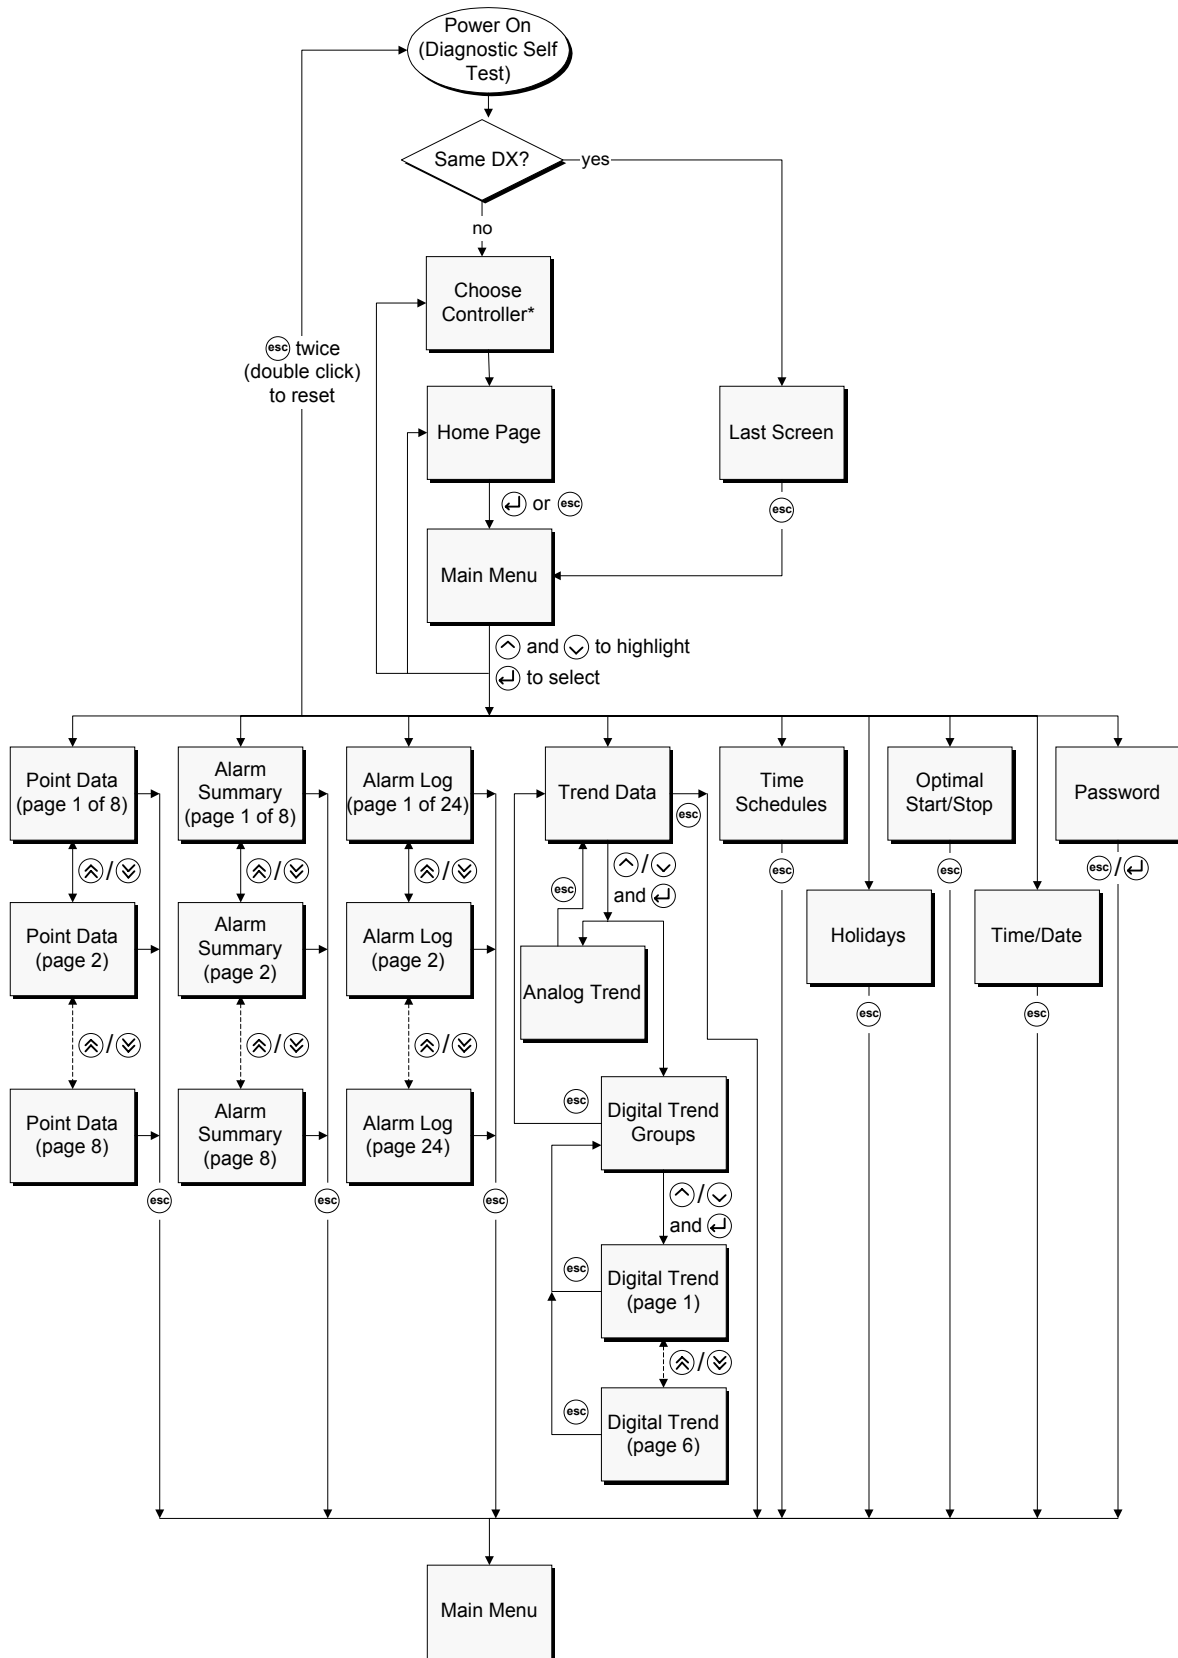 Power On
(Diagnostic Self
Test)
Same DX?
yes
no
Choose
Controller*
esc twice
(double click)
to reset
Home Page
Last Screen
or esc
esc
Main Menu
and to highlight
to select
Point Data
(page 1 of 8)
Alarm
Summary
(page 1 of 8)
Alarm Log
(page 1 of 24)
Trend Data
esc
Time
Schedules
Optimal
Start/Stop
Password
/
/
/
/
and
esc
esc
esc
esc/
Point Data
(page 2)
Alarm
Summary
(page 2)
Alarm Log
(page 2)
Analog Trend
Holidays
Time/Date
esc
esc
/
/
/
Point Data
(page 8)
Alarm
Summary
(page 8)
Alarm Log
(page 24)
esc
Digital Trend
Groups
esc
esc
esc
/
and
esc
Digital Trend
(page 1)
/
esc
Digital Trend
(page 6)
Main Menu